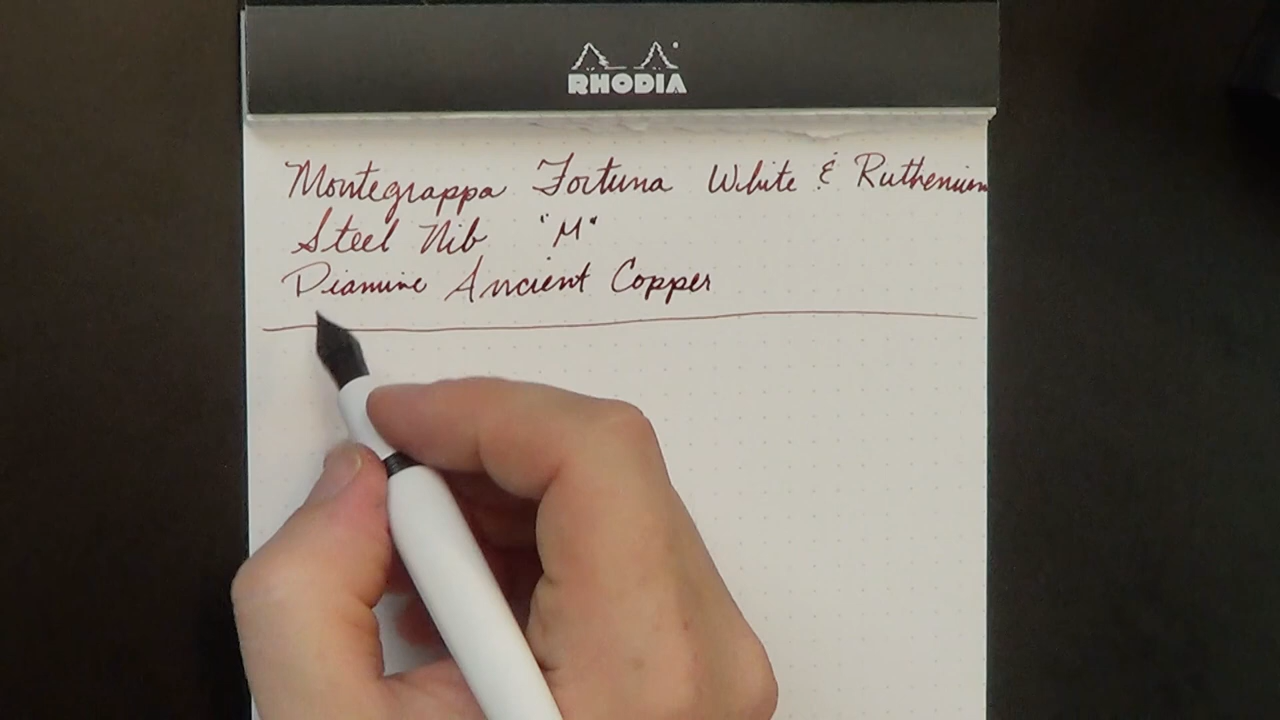 RHODIA
Montegrappa Fortuna White & Ruthenium
Steel Nib "M"
Diamine Ancient Copper